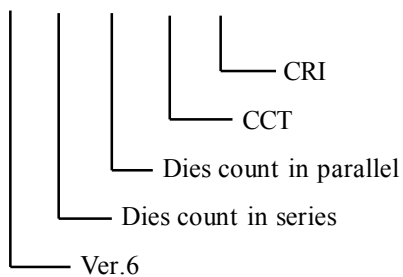 CRI
CCT
Dies count in parallel
Dies count in series
Ver.6